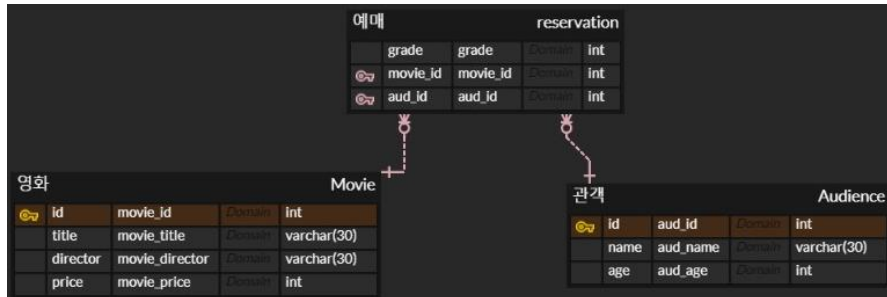 예매 reservation
grade grade Domain int
movie_id movie_id Domain int
aud_id aud_id Domain int
영화 Movie
id movie_id Domain int
title movie_title Domain varchar(30)
director movie_director Domain varchar(30)
price movie_price Domain int
관객 Audience
id aud_id Domain int
name aud_name Domain varchar(30)
age aud_age Domain int